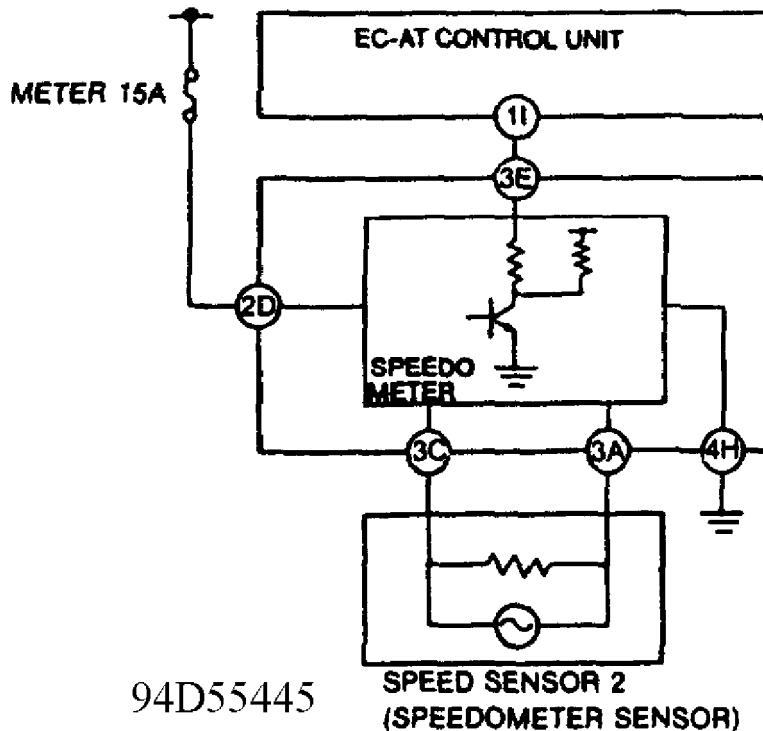 EC-AT CONTROL UNIT
METER 15A
1I
3E
2D
SPEEDO
METER
3C
3A
4H
94D55445
SPEED SENSOR 2
(SPEEDOMETER SENSOR)